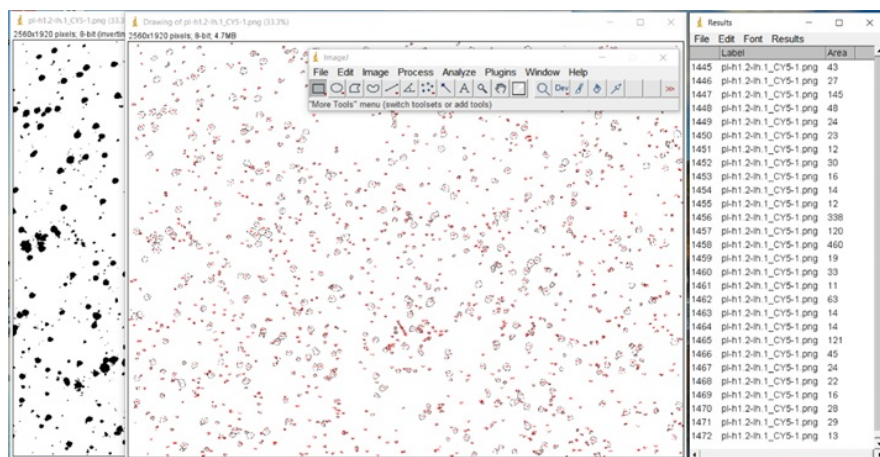 pl-h1.2-lh.1_CY5-1.png (33.3%)
2560x1920 pixels; 8-bit (invertin
Drawing of pl-h1.2-lh.1_CY5-1.png (33.3%)
2560x1920 pixels; 8-bit; 4.7MB
ImageJ
File Edit Image Process Analyze Plugins Window Help
A Dev >>
"More Tools" menu (switch toolsets or add tools)
Results
File Edit Font Results
Label Area
1445 pl-h1.2-lh.1_CY5-1.png 43
1446 pl-h1.2-lh.1_CY5-1.png 27
1447 pl-h1.2-lh.1_CY5-1.png 145
1448 pl-h1.2-lh.1_CY5-1.png 48
1449 pl-h1.2-lh.1_CY5-1.png 24
1450 pl-h1.2-lh.1_CY5-1.png 23
1451 pl-h1.2-lh.1_CY5-1.png 12
1452 pl-h1.2-lh.1_CY5-1.png 30
1453 pl-h1.2-lh.1_CY5-1.png 16
1454 pl-h1.2-lh.1_CY5-1.png 14
1455 pl-h1.2-lh.1_CY5-1.png 12
1456 pl-h1.2-lh.1_CY5-1.png 338
1457 pl-h1.2-lh.1_CY5-1.png 120
1458 pl-h1.2-lh.1_CY5-1.png 460
1459 pl-h1.2-lh.1_CY5-1.png 19
1460 pl-h1.2-lh.1_CY5-1.png 33
1461 pl-h1.2-lh.1_CY5-1.png 11
1462 pl-h1.2-lh.1_CY5-1.png 63
1463 pl-h1.2-lh.1_CY5-1.png 14
1464 pl-h1.2-lh.1_CY5-1.png 14
1465 pl-h1.2-lh.1_CY5-1.png 121
1466 pl-h1.2-lh.1_CY5-1.png 45
1467 pl-h1.2-lh.1_CY5-1.png 24
1468 pl-h1.2-lh.1_CY5-1.png 22
1469 pl-h1.2-lh.1_CY5-1.png 16
1470 pl-h1.2-lh.1_CY5-1.png 28
1471 pl-h1.2-lh.1_CY5-1.png 29
1472 pl-h1.2-lh.1_CY5-1.png 13